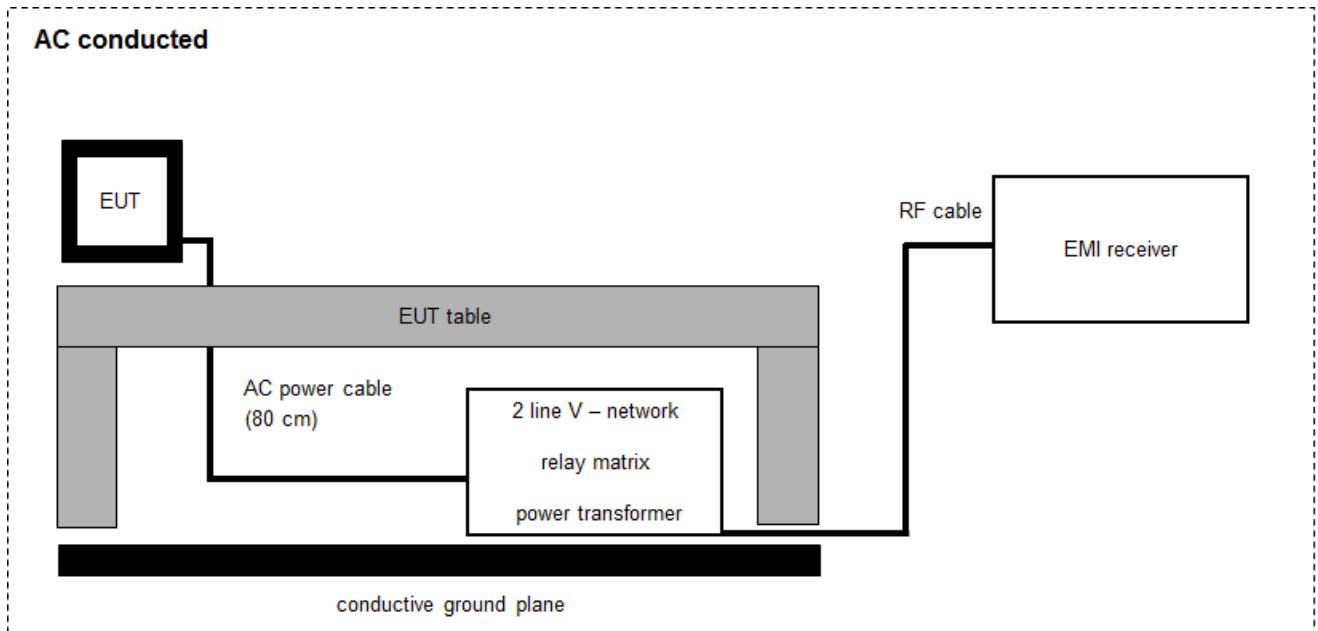 AC conducted
EUT
RF cable
EMI receiver
EUT table
AC power cable
(80 cm)
2 line V – network
relay matrix
power transformer
conductive ground plane